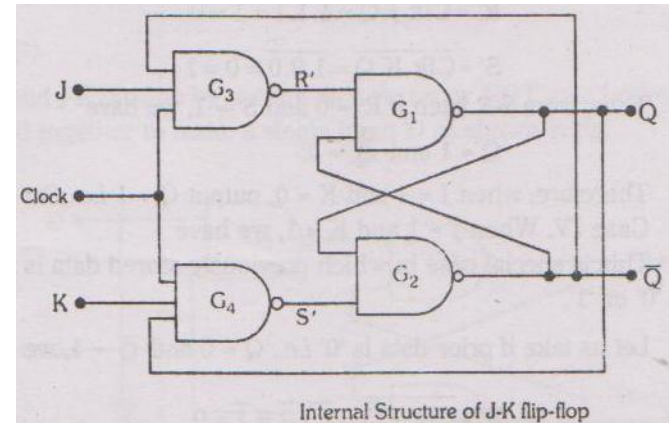 J
Clock
K
G3
R'
G1
Q
G4
S'
G2
Q̅
Internal Structure of J-K flip-flop